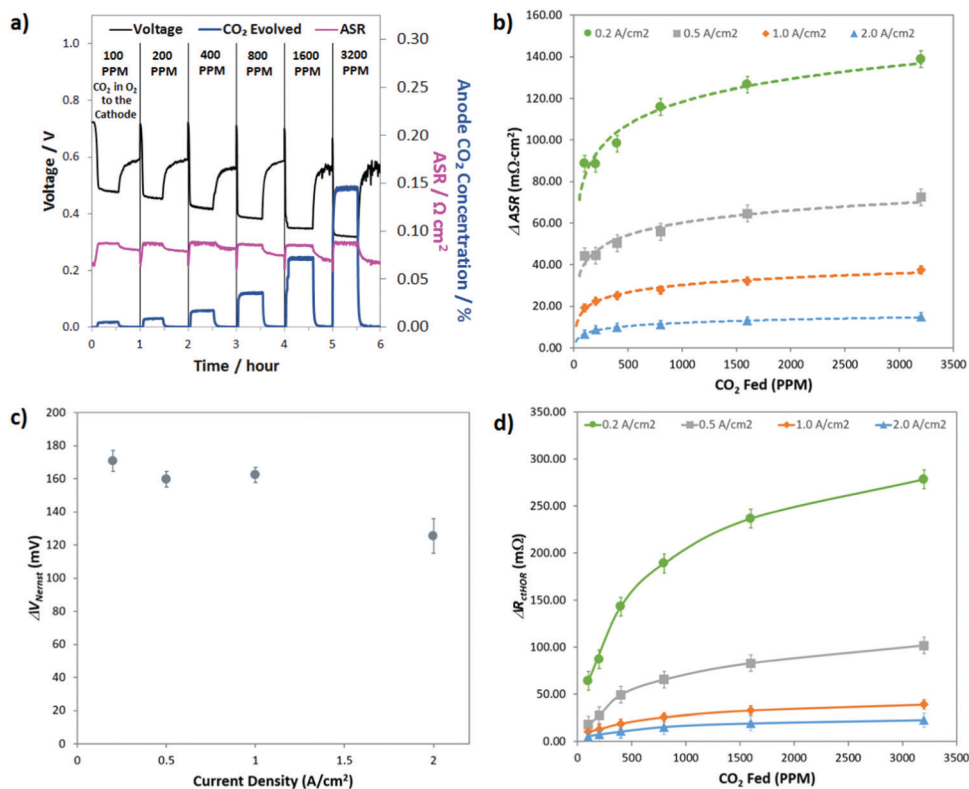 a)
Voltage
CO₂ Evolved
ASR
100 PPM
200 PPM
400 PPM
800 PPM
1600 PPM
3200 PPM
CO₂ in O₂ to the Cathode
1.0
0.8
0.6
0.4
0.2
0.0
Voltage / V
0.30
0.25
0.20
0.15
0.10
0.05
0.00
ASR / Ω cm²
Anode CO₂ Concentration / %
0 1 2 3 4 5 6
Time / hour
b)
0.2 A/cm2
0.5 A/cm2
1.0 A/cm2
2.0 A/cm2
160.00
140.00
120.00
100.00
80.00
60.00
40.00
20.00
0.00
ΔASR (mΩ·cm²)
0 500 1000 1500 2000 2500 3000 3500
CO₂ Fed (PPM)
c)
200
180
160
140
120
100
80
60
40
20
0
ΔV_Nernst (mV)
0 0.5 1 1.5 2
Current Density (A/cm²)
d)
0.2 A/cm2
0.5 A/cm2
1.0 A/cm2
2.0 A/cm2
350.00
300.00
250.00
200.00
150.00
100.00
50.00
0.00
ΔR_ctHOR (mΩ)
0 500 1000 1500 2000 2500 3000 3500
CO₂ Fed (PPM)